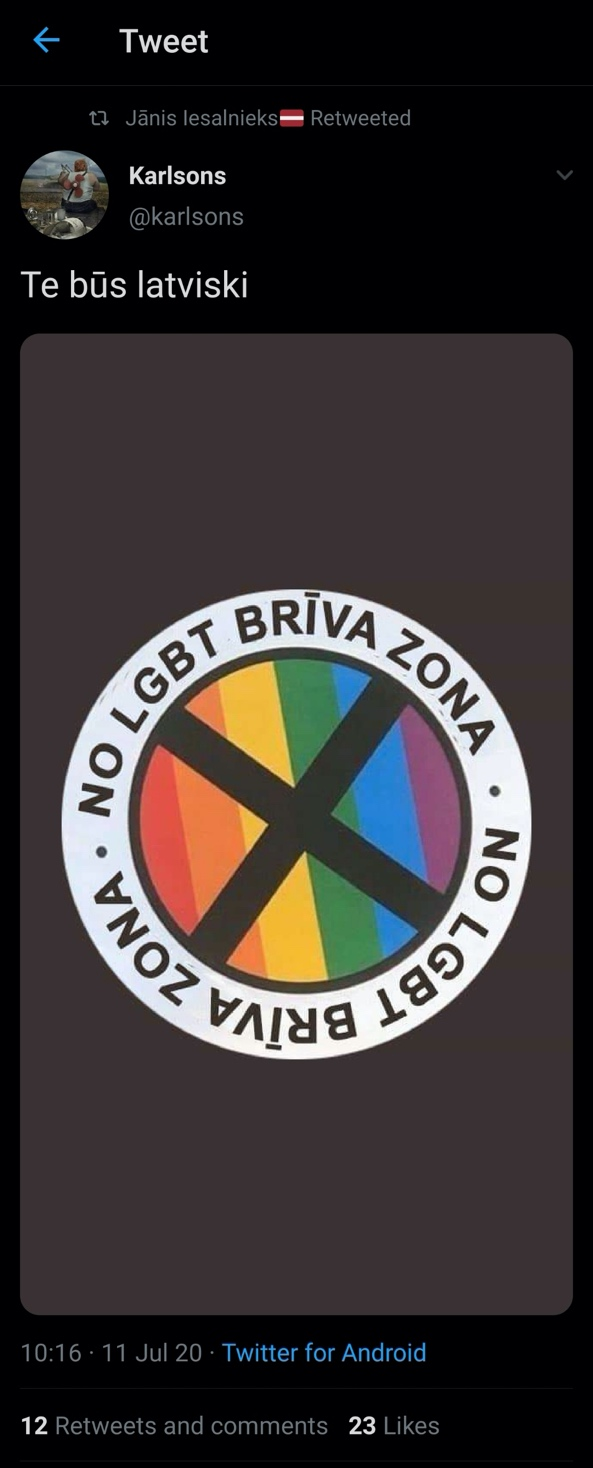 Tweet
Jānis Iesalnieks Retweeted
Karlsons
@karlsons
Te būs latviski
NO LGBT BRĪVA ZONA •
NO LGBT BRĪVA ZONA •
10:16 · 11 Jul 20 · Twitter for Android
12 Retweets and comments 23 Likes